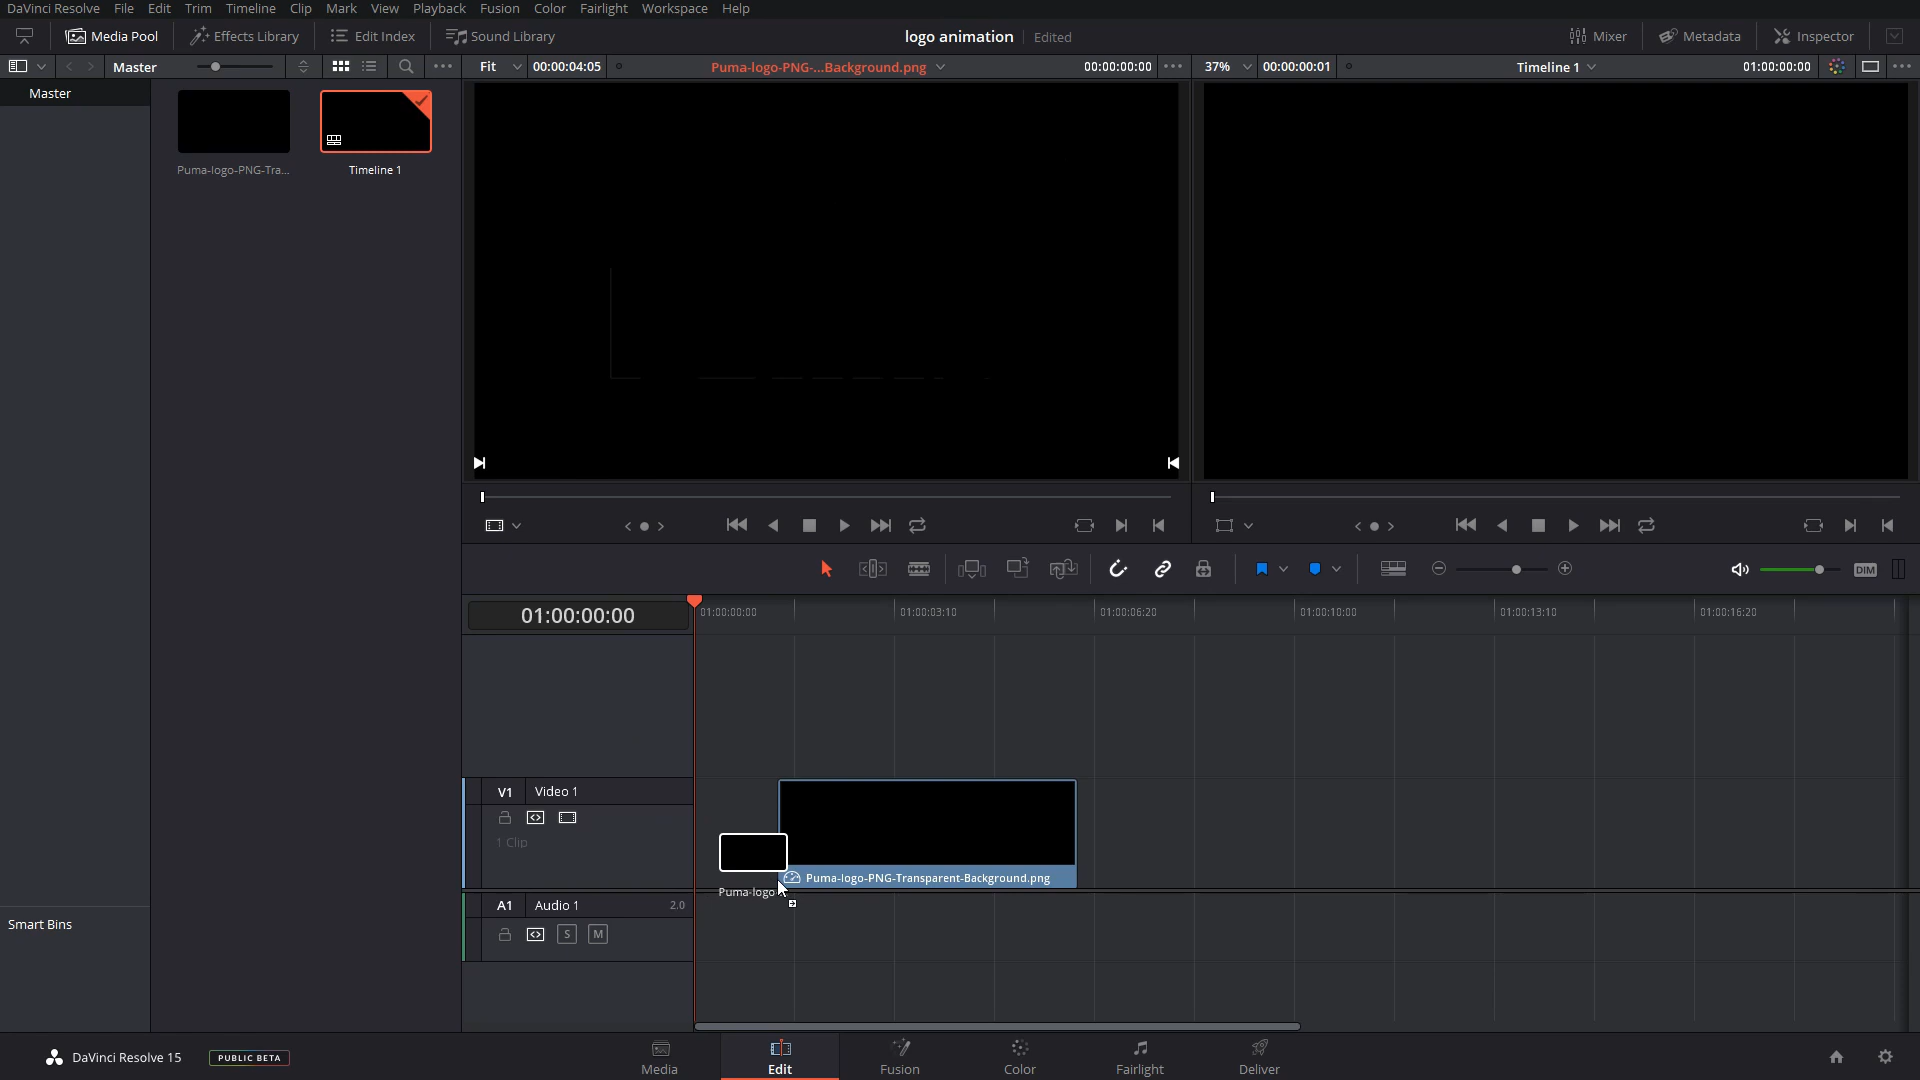 DaVinci Resolve File Edit Trim Timeline Clip Mark View Playback Fusion Color Fairlight Workspace Help
Media Pool Effects Library Edit Index Sound Library logo animation Edited Mixer Metadata Inspector
Master Fit 00:00:04:05 Puma-logo-PNG-...Background.png 00:00:00:00 37% 00:00:00:01 Timeline 1 01:00:00:00
Master
Puma-logo-PNG-Tra... Timeline 1
DIM
01:00:00:00 01:00:00:00 01:00:03:10 01:00:06:20 01:00:10:00 01:00:13:10 01:00:16:20
V1 Video 1
1 Clip
Puma-logo-PNG-Transparent-Background.png
Puma-logo
A1 Audio 1 2.0
S M
Smart Bins
DaVinci Resolve 15 PUBLIC BETA
Media Edit Fusion Color Fairlight Deliver